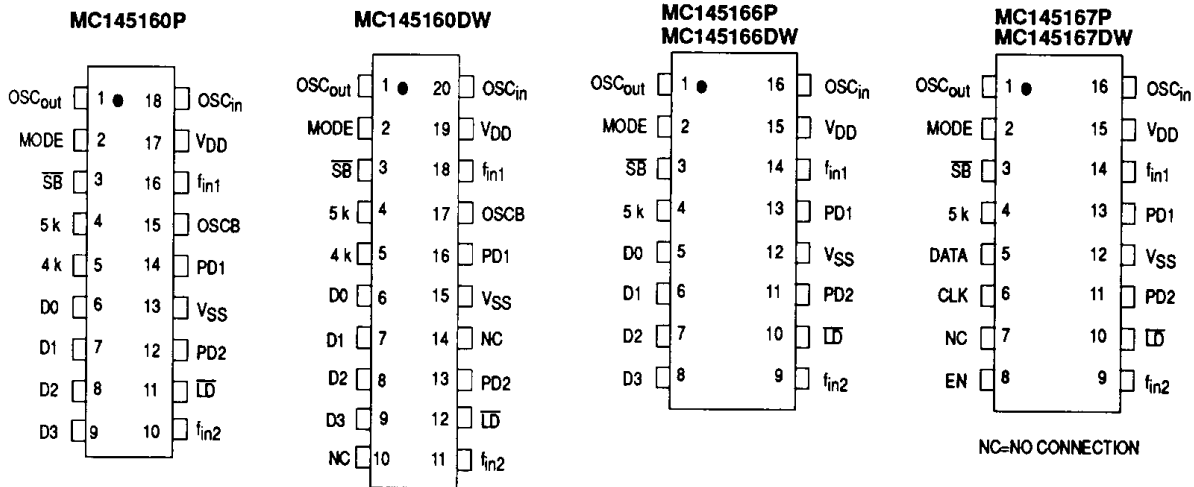 MC145160P
OSCout 1 18 OSCin
MODE 2 17 VDD
SB 3 16 fin1
5 k 4 15 OSCB
4 k 5 14 PD1
D0 6 13 VSS
D1 7 12 PD2
D2 8 11 LD
D3 9 10 fin2
MC145160DW
OSCout 1 20 OSCin
MODE 2 19 VDD
SB 3 18 fin1
5 k 4 17 OSCB
4 k 5 16 PD1
D0 6 15 VSS
D1 7 14 NC
D2 8 13 PD2
D3 9 12 LD
NC 10 11 fin2
MC145166P
MC145166DW
OSCout 1 16 OSCin
MODE 2 15 VDD
SB 3 14 fin1
5 k 4 13 PD1
D0 5 12 VSS
D1 6 11 PD2
D2 7 10 LD
D3 8 9 fin2
MC145167P
MC145167DW
OSCout 1 16 OSCin
MODE 2 15 VDD
SB 3 14 fin1
5 k 4 13 PD1
DATA 5 12 VSS
CLK 6 11 PD2
NC 7 10 LD
EN 8 9 fin2
NC=NO CONNECTION